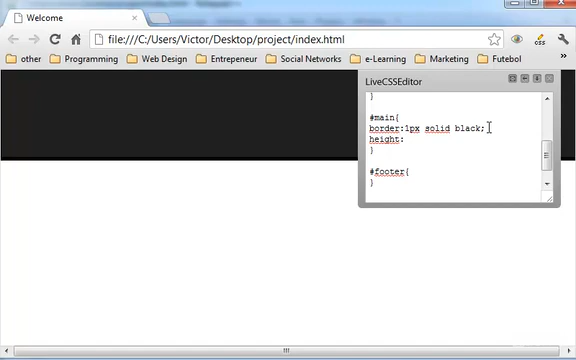 Welcome
file:///C:/Users/Victor/Desktop/project/index.html
css
other Programming Web Design Entrepeneur Social Networks e-Learning Marketing Futebol
LiveCSSEditor
}
#main{
border:1px solid black;
height:
}
#footer{
}